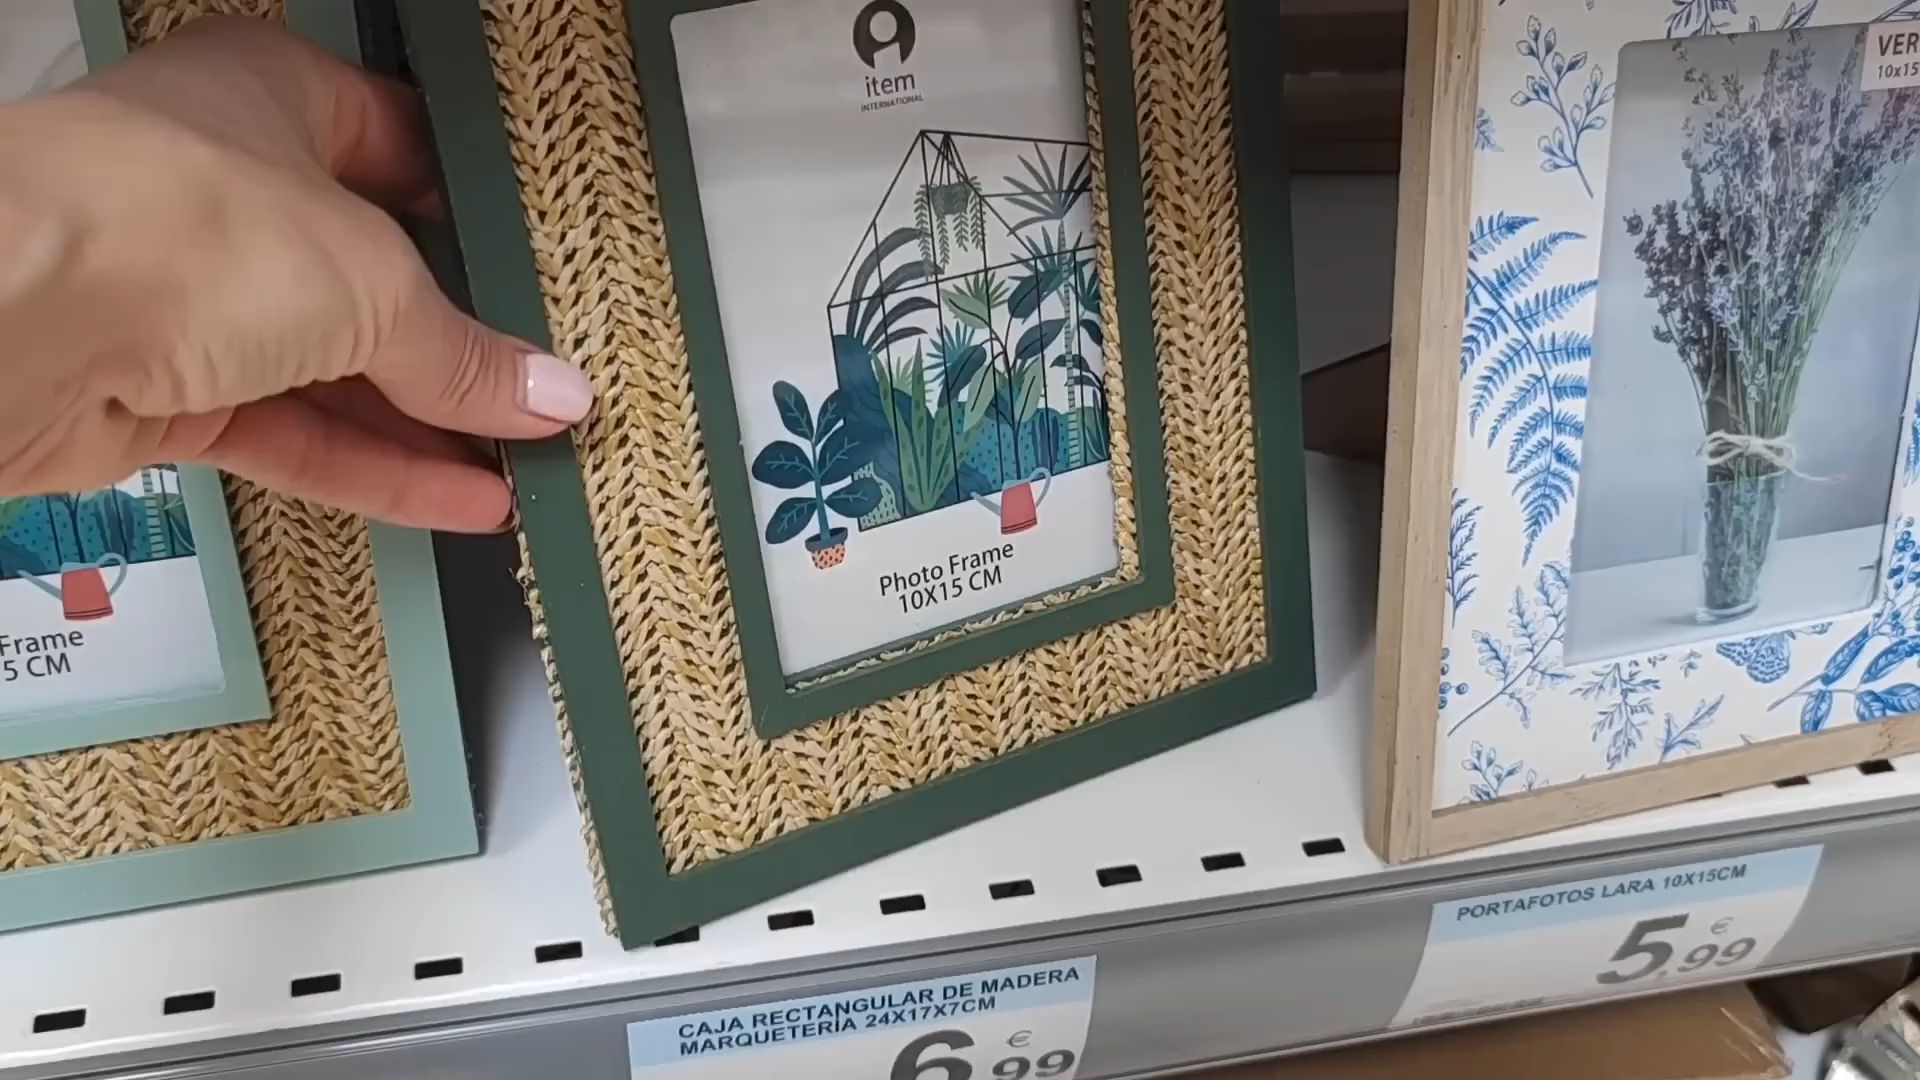 item
INTERNATIONAL
Photo Frame
10X15 CM
Frame
5 CM
VER
10x15
PORTAFOTOS LARA 10X15CM
5,99 €
CAJA RECTANGULAR DE MADERA
MARQUETERÍA 24X17X7CM
6,99 €